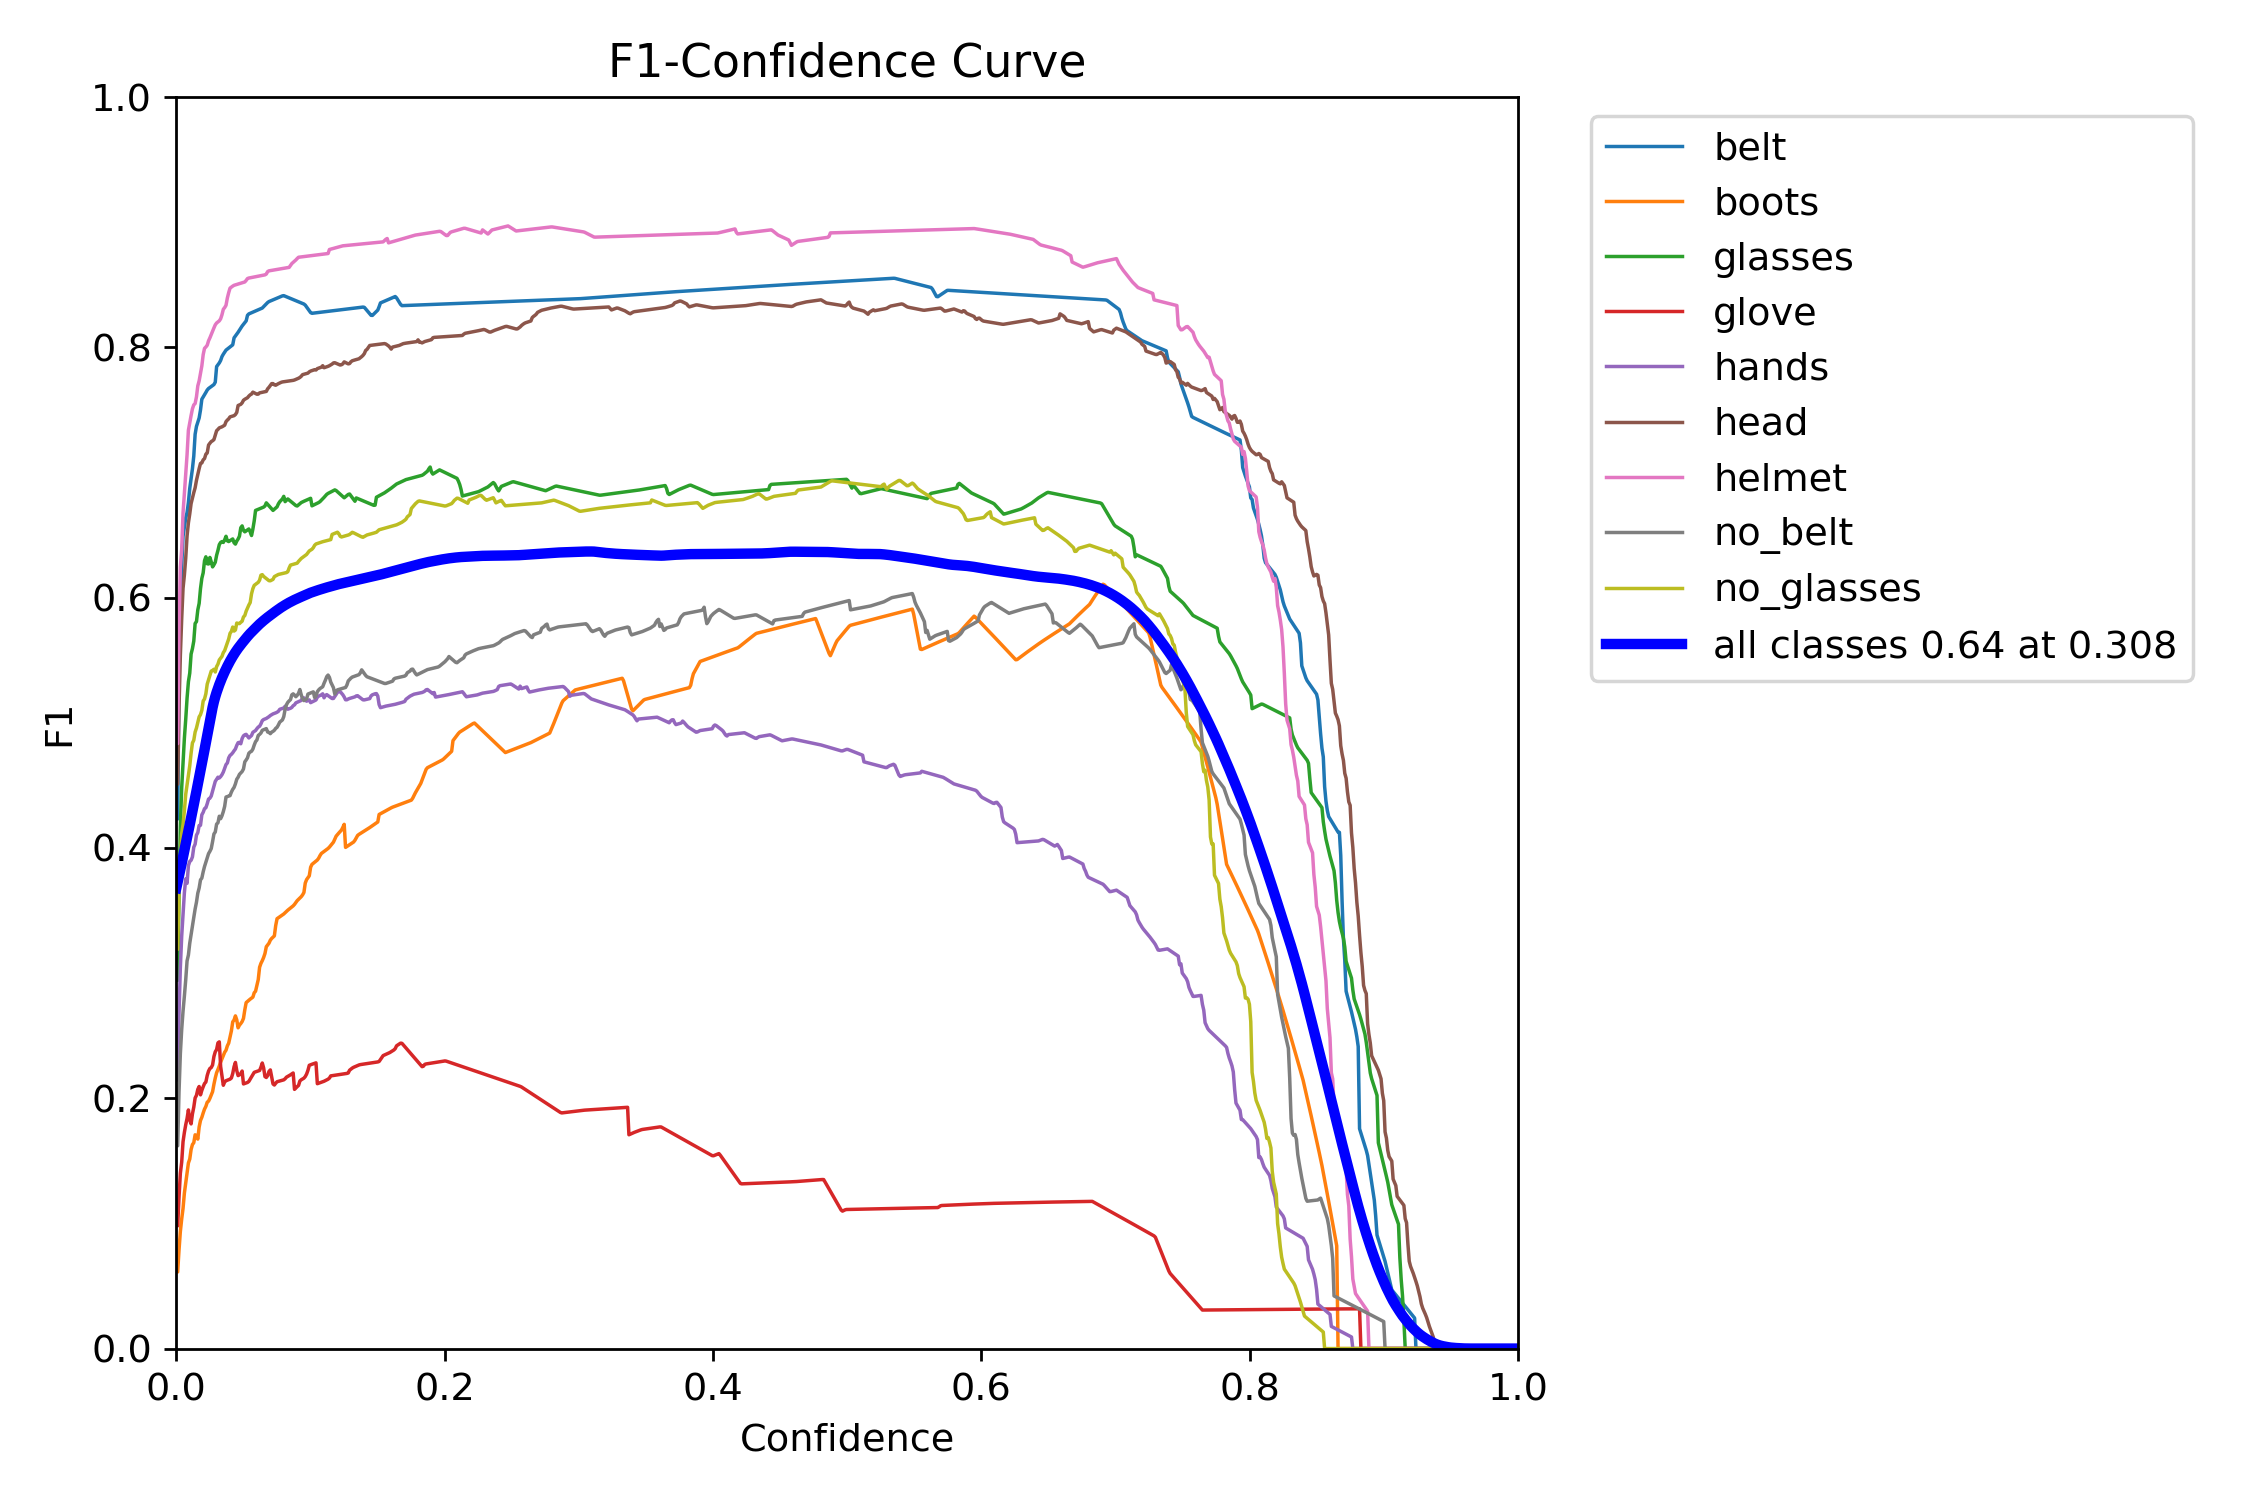 F1-Confidence Curve
1.0
0.8
0.6
0.4
0.2
0.0
F1
0.0 0.2 0.4 0.6 0.8 1.0
Confidence
belt
boots
glasses
glove
hands
head
helmet
no_belt
no_glasses
all classes 0.64 at 0.308